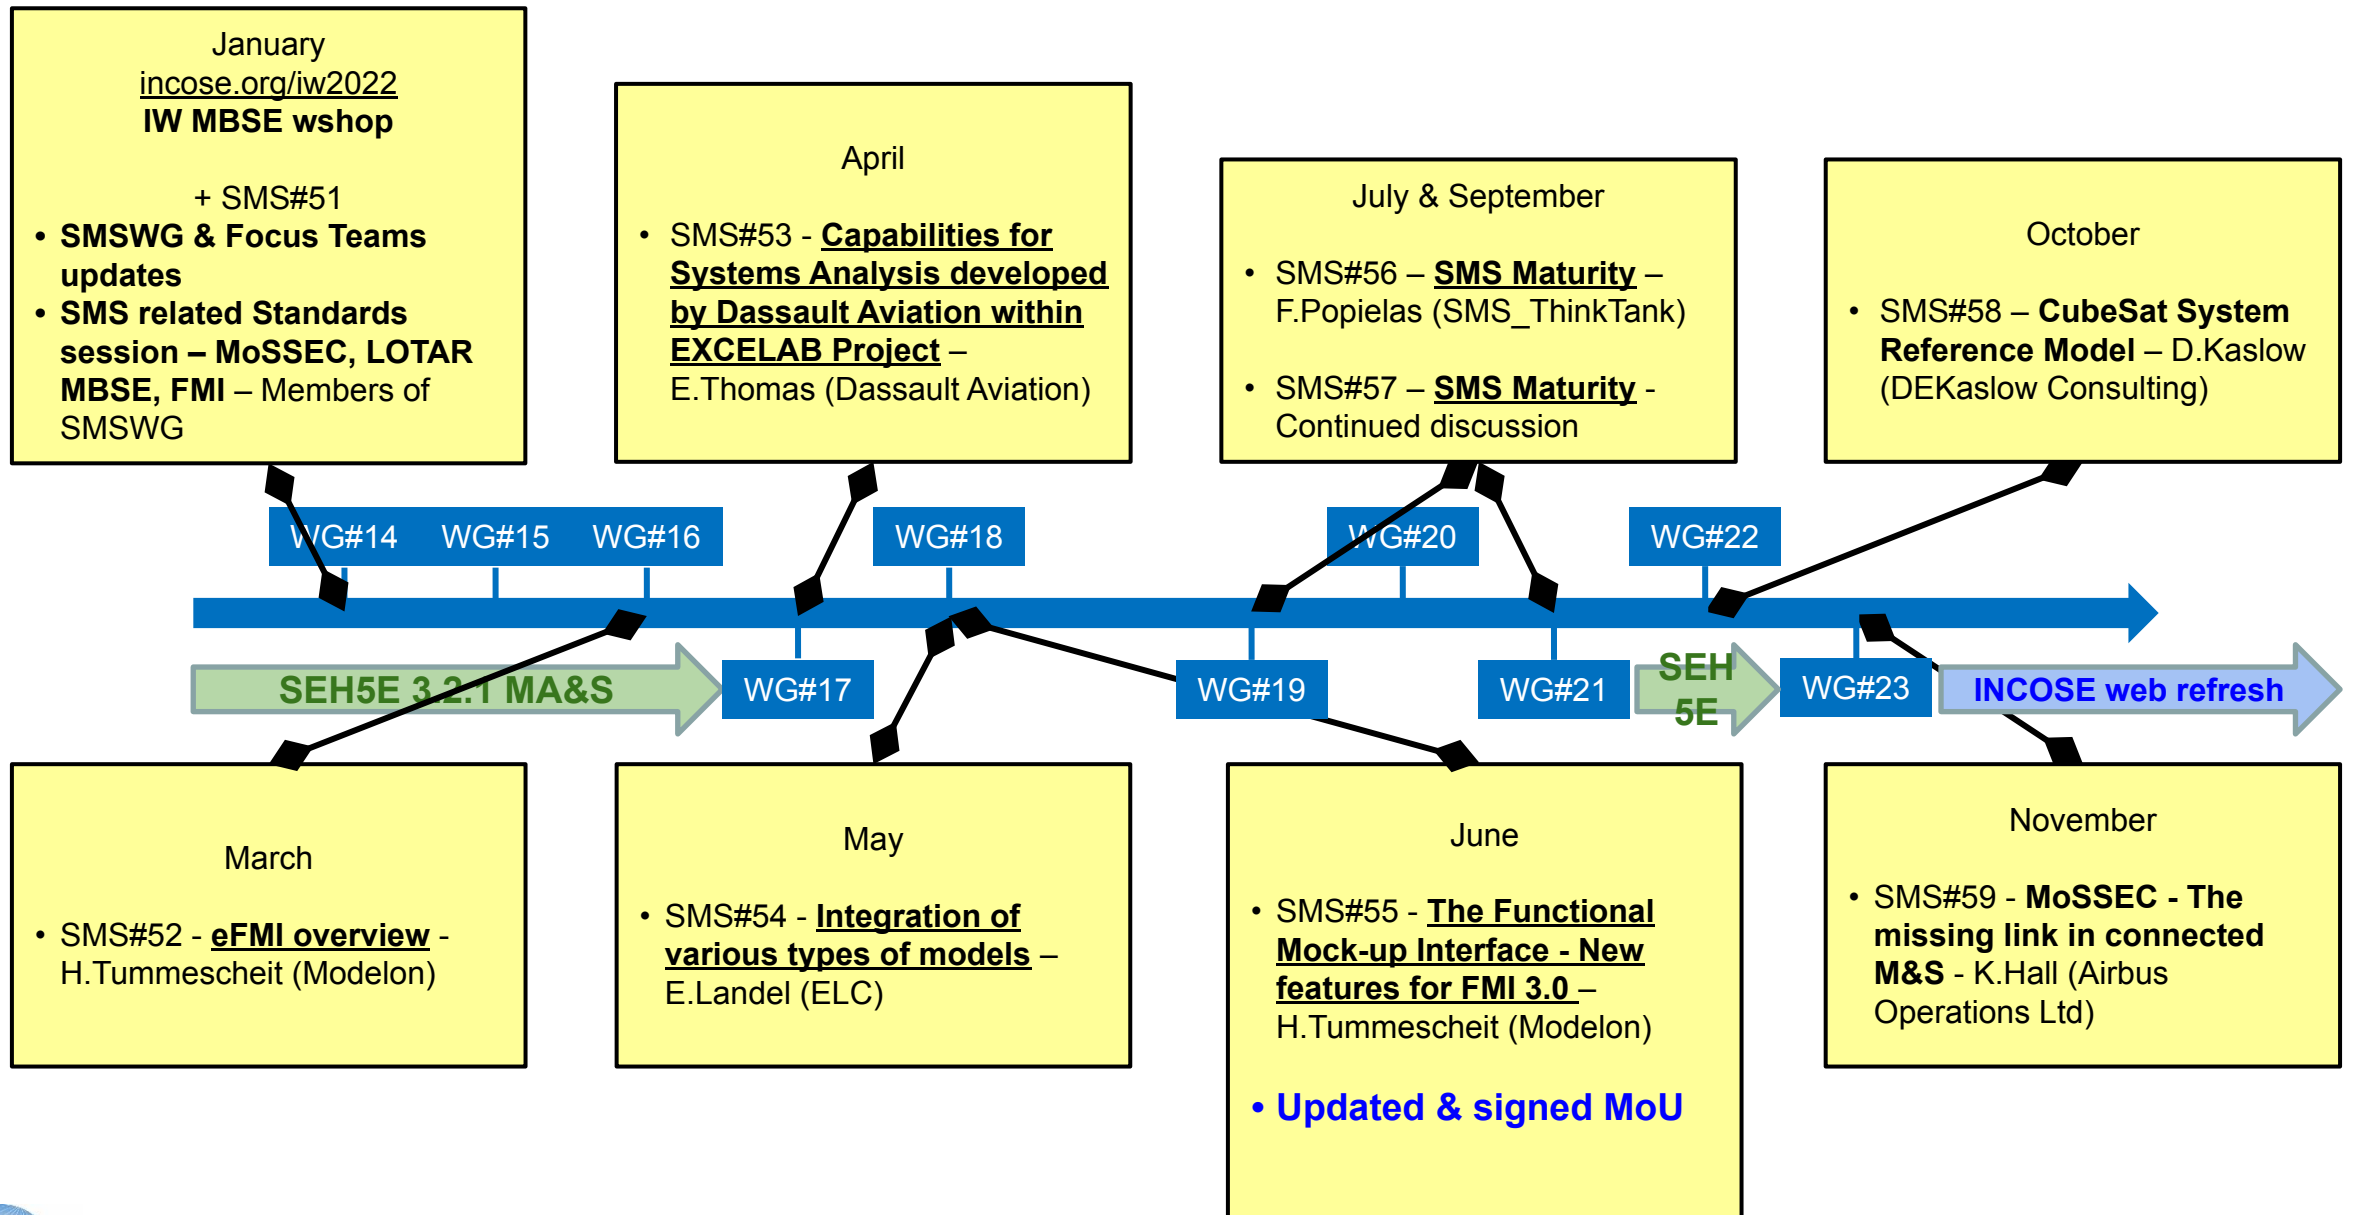 January
incose.org/iw2022
IW MBSE wshop
+ SMS#51
• SMSWG & Focus Teams
updates
• SMS related Standards
session – MoSSEC, LOTAR
MBSE, FMI – Members of
SMSWG
April
• SMS#53 - Capabilities for
Systems Analysis developed
by Dassault Aviation within
EXCELAB Project –
E.Thomas (Dassault Aviation)
July & September
• SMS#56 – SMS Maturity –
F.Popielas (SMS_ThinkTank)
• SMS#57 – SMS Maturity -
Continued discussion
October
• SMS#58 – CubeSat System
Reference Model – D.Kaslow
(DEKaslow Consulting)
WG#14
WG#15
WG#16
WG#18
WG#20
WG#22
SEH5E 3.2.1 MA&S
WG#17
WG#19
WG#21
SEH
5E
WG#23
INCOSE web refresh
March
• SMS#52 - eFMI overview -
H.Tummescheit (Modelon)
May
• SMS#54 - Integration of
various types of models –
E.Landel (ELC)
June
• SMS#55 - The Functional
Mock-up Interface - New
features for FMI 3.0 –
H.Tummescheit (Modelon)
• Updated & signed MoU
November
• SMS#59 - MoSSEC - The
missing link in connected
M&S - K.Hall (Airbus
Operations Ltd)